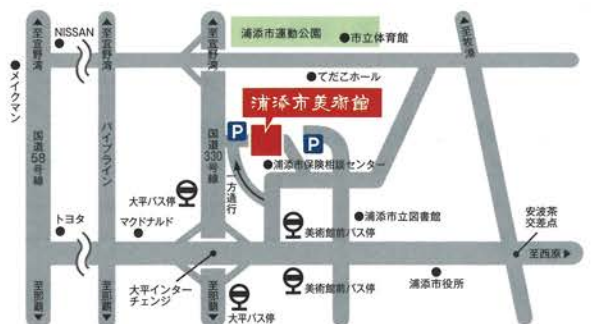 ▲至宜野湾
NISSAN
▲至宜野湾
▲至宜野湾
浦添市運動公園
市立体育館
▲至牧港
メイクマン
てだこホール
浦添市美術館
国道58号線
パイプライン
国道330号線
P
P
浦添市保険相談センター
一方通行
大平バス停
トヨタ
マクドナルド
美術館前バス停
浦添市立図書館
安波茶
交差点
至西原▶
至那覇▼
至那覇▼
大平インター
チェンジ
至那覇▼
大平バス停
美術館前バス停
浦添市役所